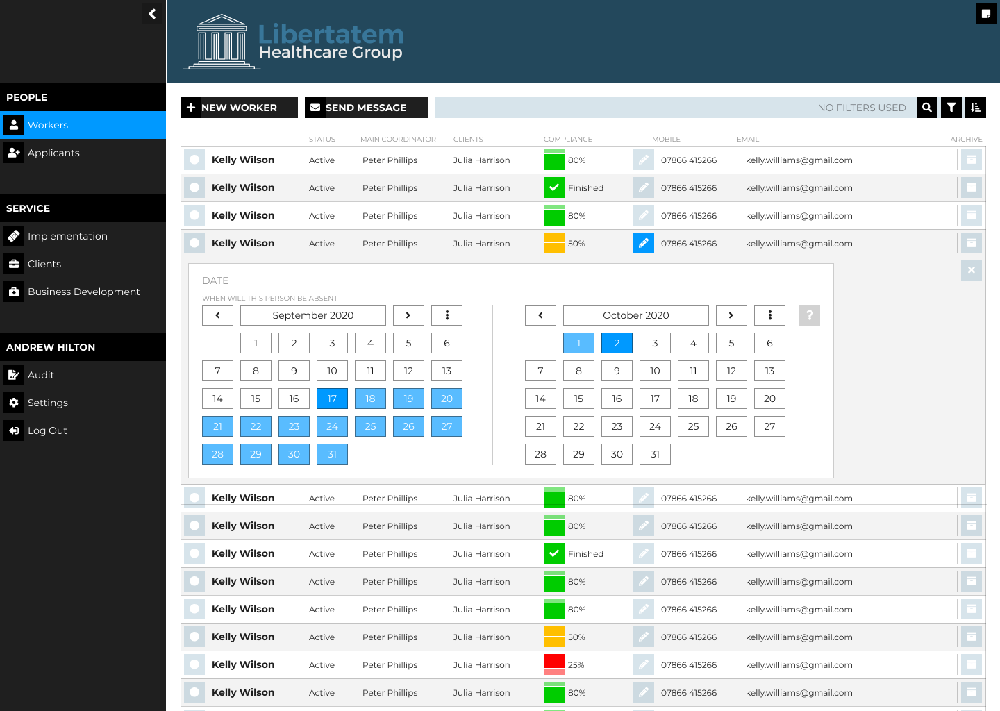 Libertatem
Healthcare Group
PEOPLE
Workers
Applicants
SERVICE
Implementation
Clients
Business Development
ANDREW HILTON
Audit
Settings
Log Out
NEW WORKER SEND MESSAGE NO FILTERS USED
STATUS MAIN COORDINATOR CLIENTS COMPLIANCE MOBILE EMAIL ARCHIVE
Kelly Wilson Active Peter Phillips Julia Harrison 80% 07866 415266 kelly.williams@gmail.com
Kelly Wilson Active Peter Phillips Julia Harrison Finished 07866 415266 kelly.williams@gmail.com
Kelly Wilson Active Peter Phillips Julia Harrison 80% 07866 415266 kelly.williams@gmail.com
Kelly Wilson Active Peter Phillips Julia Harrison 50% 07866 415266 kelly.williams@gmail.com
DATE
WHEN WILL THIS PERSON BE ABSENT
September 2020
1 2 3 4 5 6
7 8 9 10 11 12 13
14 15 16 17 18 19 20
21 22 23 24 25 26 27
28 29 30 31
October 2020 ?
1 2 3 4 5 6
7 8 9 10 11 12 13
14 15 16 17 18 19 20
21 22 23 24 25 26 27
28 29 30 31
Kelly Wilson Active Peter Phillips Julia Harrison 80% 07866 415266 kelly.williams@gmail.com
Kelly Wilson Active Peter Phillips Julia Harrison 80% 07866 415266 kelly.williams@gmail.com
Kelly Wilson Active Peter Phillips Julia Harrison Finished 07866 415266 kelly.williams@gmail.com
Kelly Wilson Active Peter Phillips Julia Harrison 80% 07866 415266 kelly.williams@gmail.com
Kelly Wilson Active Peter Phillips Julia Harrison 80% 07866 415266 kelly.williams@gmail.com
Kelly Wilson Active Peter Phillips Julia Harrison 50% 07866 415266 kelly.williams@gmail.com
Kelly Wilson Active Peter Phillips Julia Harrison 25% 07866 415266 kelly.williams@gmail.com
Kelly Wilson Active Peter Phillips Julia Harrison 80% 07866 415266 kelly.williams@gmail.com